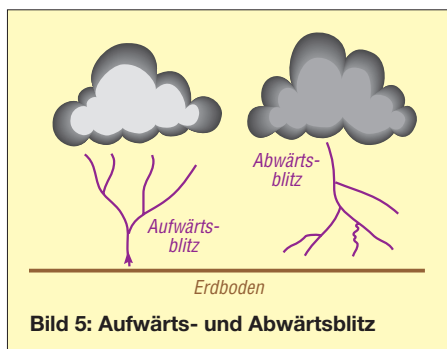 Abwärts-
blitz
Aufwärts-
blitz
Erdboden
Bild 5: Aufwärts- und Abwärtsblitz